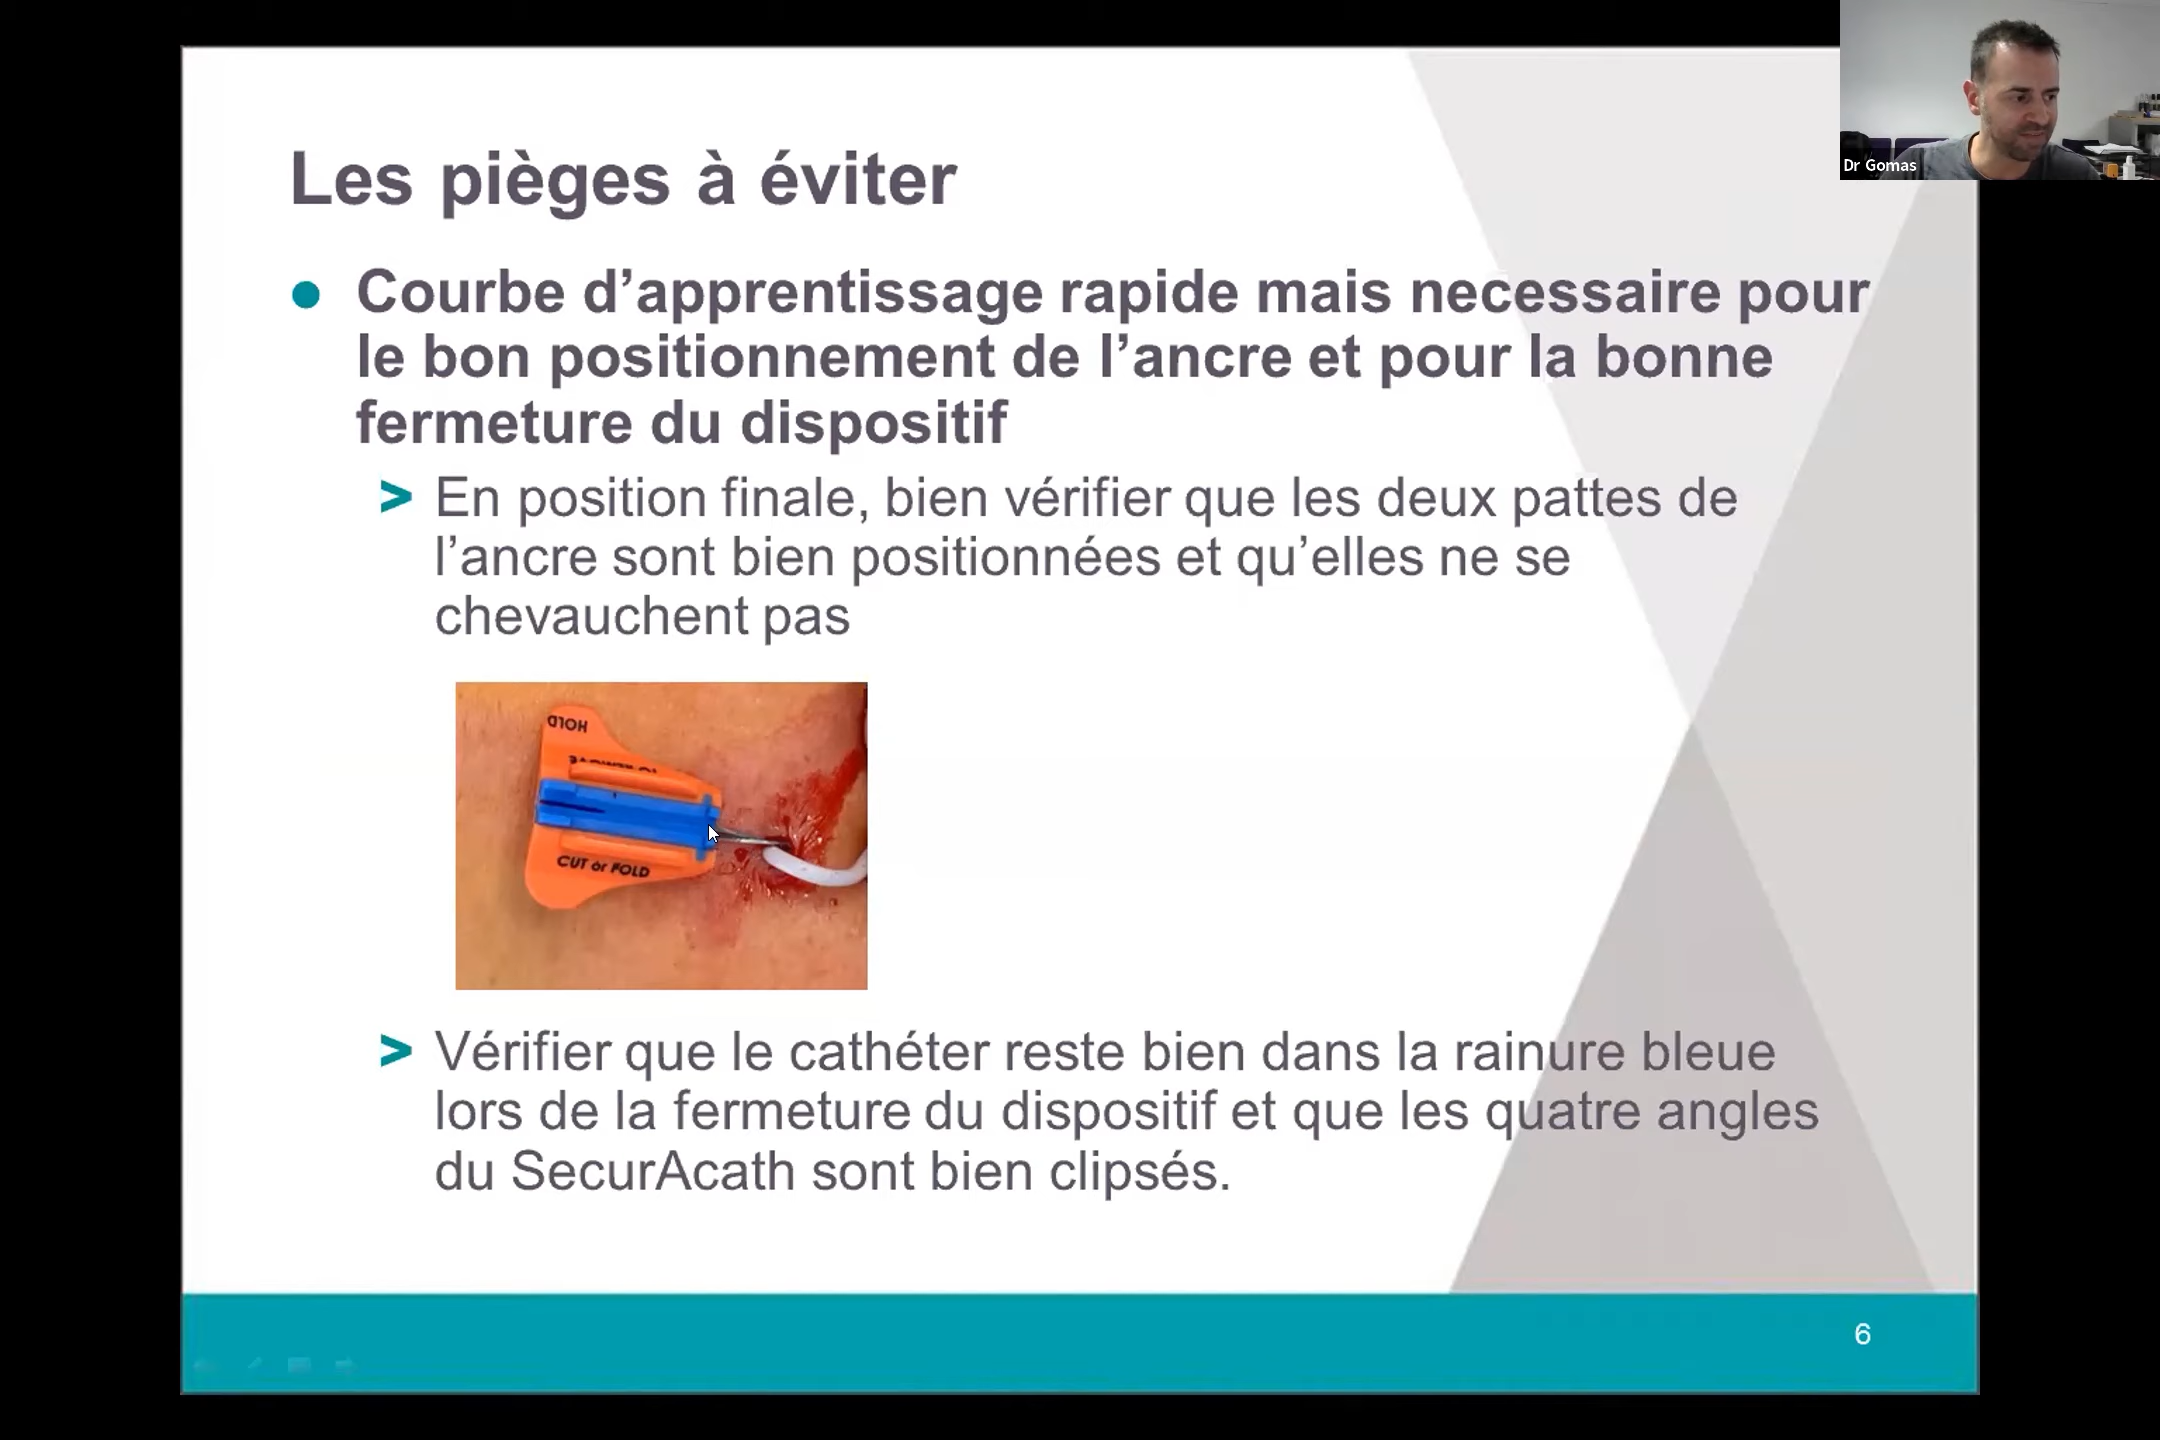 Dr Gomas
Les pièges à éviter
Courbe d’apprentissage rapide mais necessaire pour
le bon positionnement de l’ancre et pour la bonne
fermeture du dispositif
> En position finale, bien vérifier que les deux pattes de
l’ancre sont bien positionnées et qu’elles ne se
chevauchent pas
HOLD
CUT or FOLD
> Vérifier que le cathéter reste bien dans la rainure bleue
lors de la fermeture du dispositif et que les quatre angles
du SecurAcath sont bien clipsés.
6